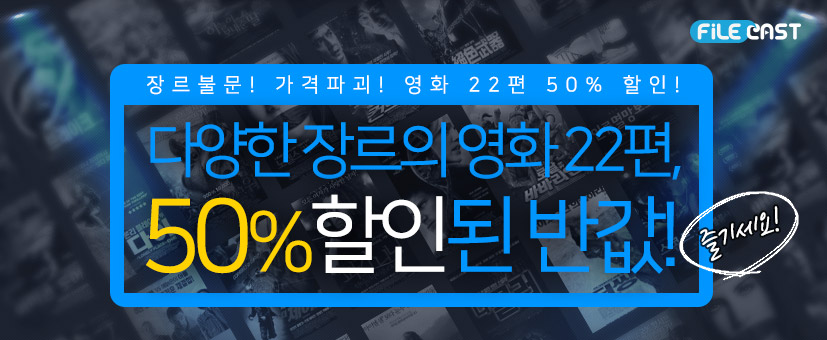 FiLE CAST
장르불문! 가격파괴! 영화 22편 50% 할인!
다양한 장르의 영화 22편,
50%할인된 반값!
즐기세요!